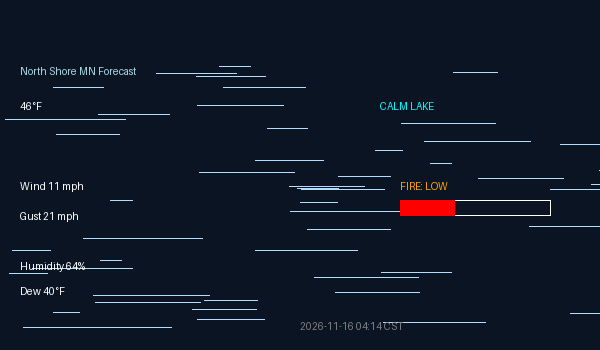 North Shore MN Forecast
46°F
CALM LAKE
Wind 11 mph
FIRE: LOW
Gust 21 mph
Humidity 64%
Dew 40°F
2026-11-16 04:14 CST